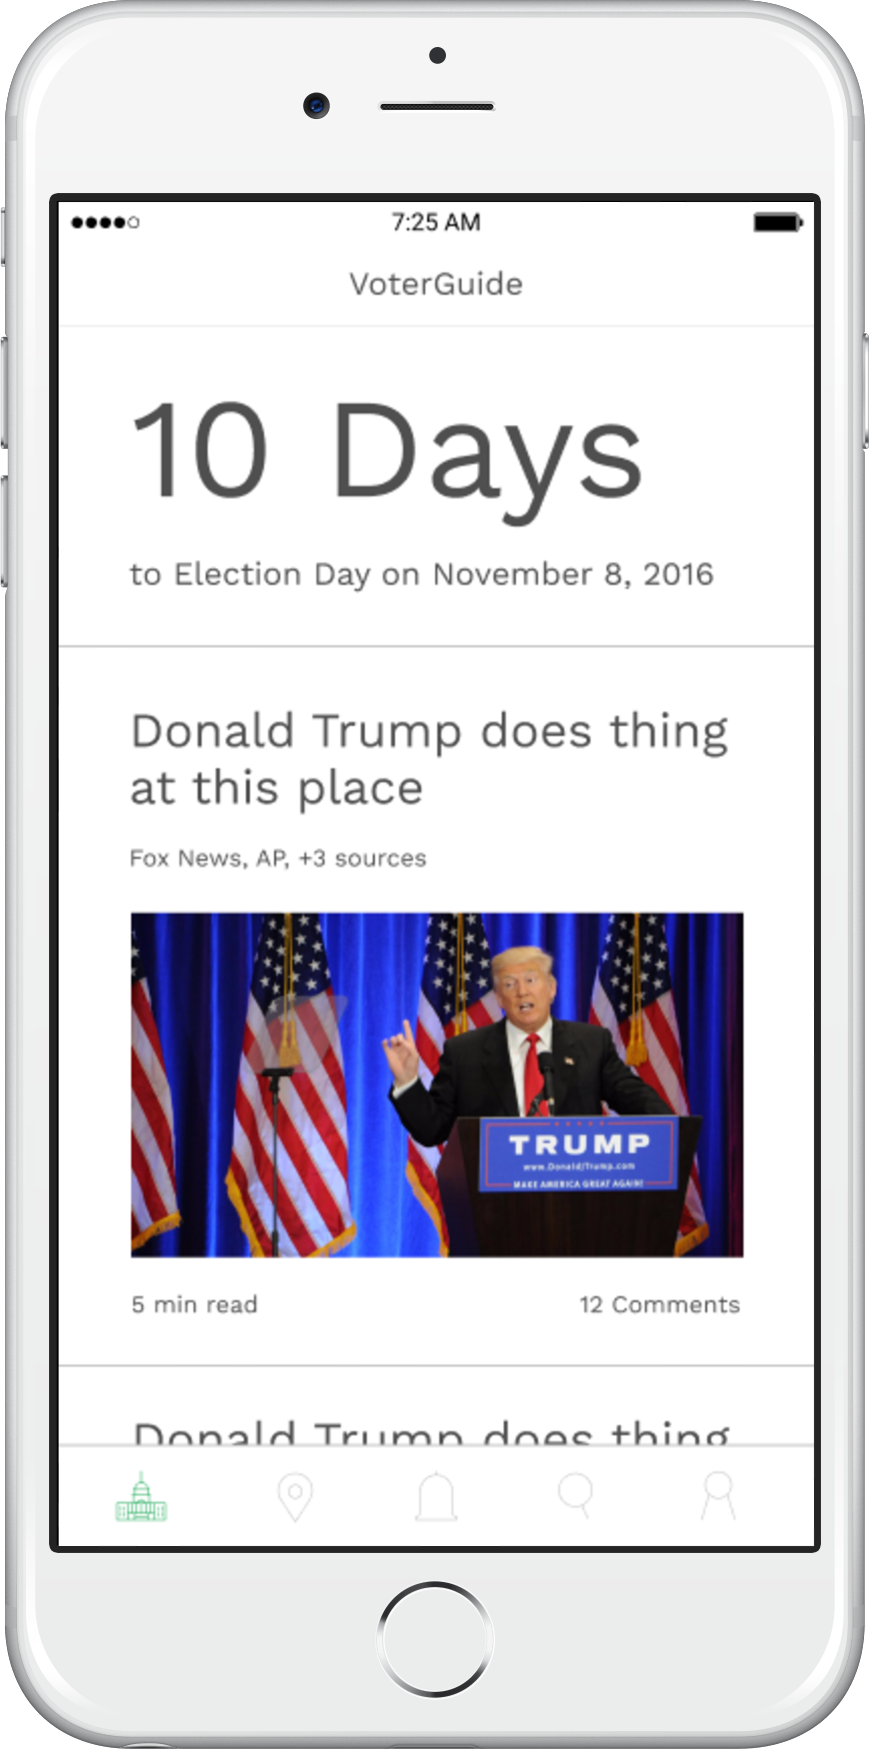 7:25 AM
VoterGuide
10 Days
to Election Day on November 8, 2016
Donald Trump does thing
at this place
Fox News, AP, +3 sources
TRUMP
www.DonaldJTrump.com
MAKE AMERICA GREAT AGAIN!
5 min read
12 Comments
Donald Trump does thing